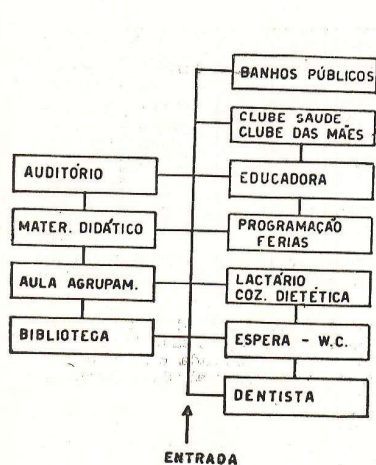 BANHOS PÚBLICOS
CLUBE SAUDE
CLUBE DAS MÃES
AUDITÓRIO
EDUCADORA
MATER. DIDÁTICO
PROGRAMAÇÃO
FERIAS
AULA AGRUPAM.
LACTÁRIO
COZ. DIETÉTICA
BIBLIOTECA
ESPERA - W.C.
DENTISTA
ENTRADA